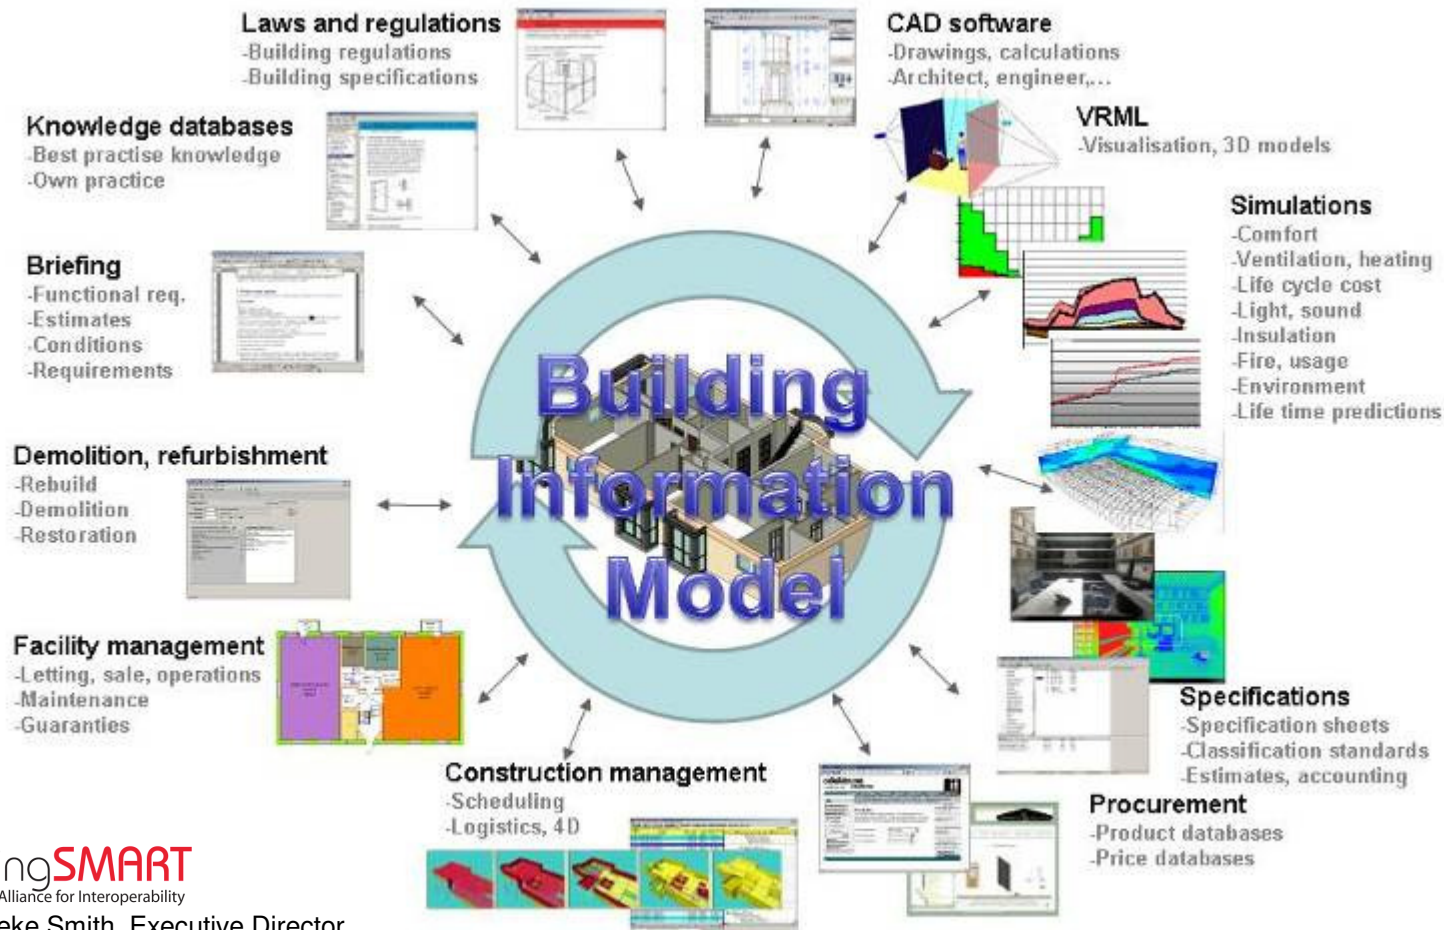 Laws and regulations
-Building regulations
-Building specifications
CAD software
-Drawings, calculations
-Architect, engineer,...
VRML
-Visualisation, 3D models
Knowledge databases
-Best practise knowledge
-Own practice
Simulations
-Comfort
-Ventilation, heating
-Life cycle cost
-Light, sound
-Insulation
-Fire, usage
-Environment
-Life time predictions
Briefing
-Functional req.
-Estimates
-Conditions
-Requirements
Building
Information
Model
Demolition, refurbishment
-Rebuild
-Demolition
-Restoration
Facility management
-Letting, sale, operations
-Maintenance
-Guaranties
Specifications
-Specification sheets
-Classification standards
-Estimates, accounting
Construction management
-Scheduling
-Logistics, 4D
Procurement
-Product databases
-Price databases
ngSMART
Alliance for Interoperability
eke Smith, Executive Director